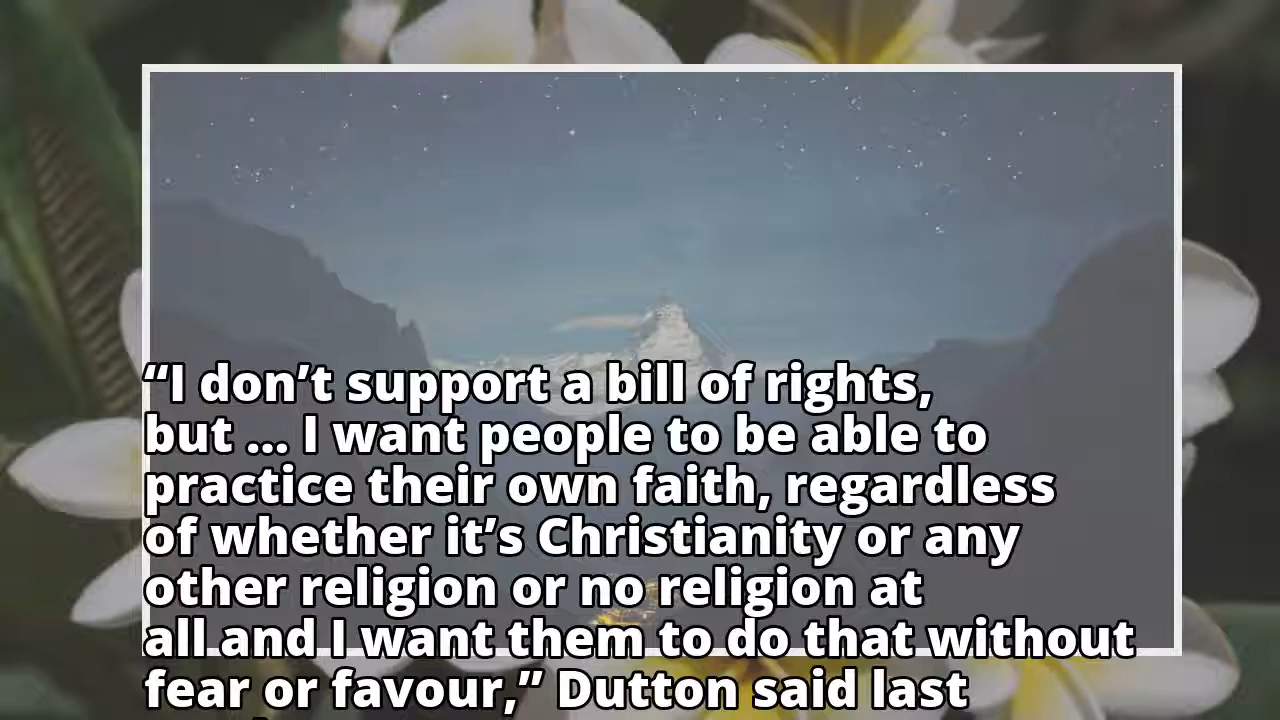 “I don’t support a bill of rights,
but ... I want people to be able to
practice their own faith, regardless
of whether it’s Christianity or any
other religion or no religion at
all and I want them to do that without
fear or favour,” Dutton said last